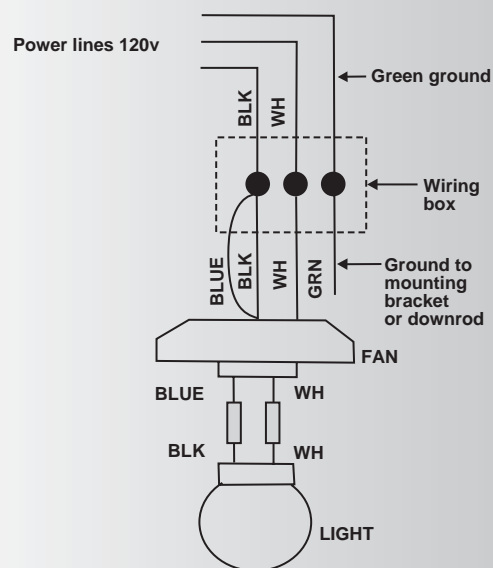 Power lines 120v
Green ground
BLK
WH
Wiring
box
BLUE
BLK
WH
GRN
Ground to
mounting
bracket
or downrod
FAN
BLUE
WH
BLK
WH
LIGHT